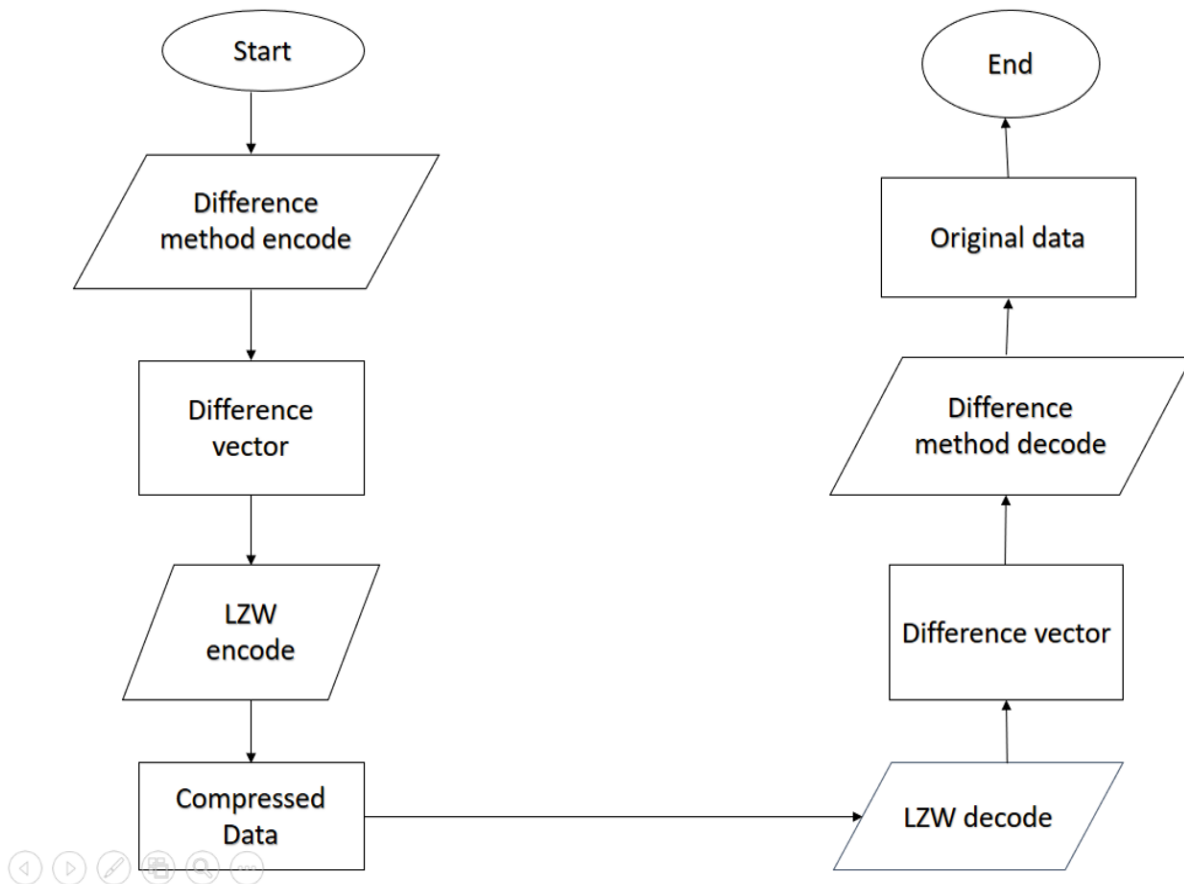 Start
Difference
method encode
Difference
vector
LZW
encode
Compressed
Data
LZW decode
Difference vector
Difference
method decode
Original data
End